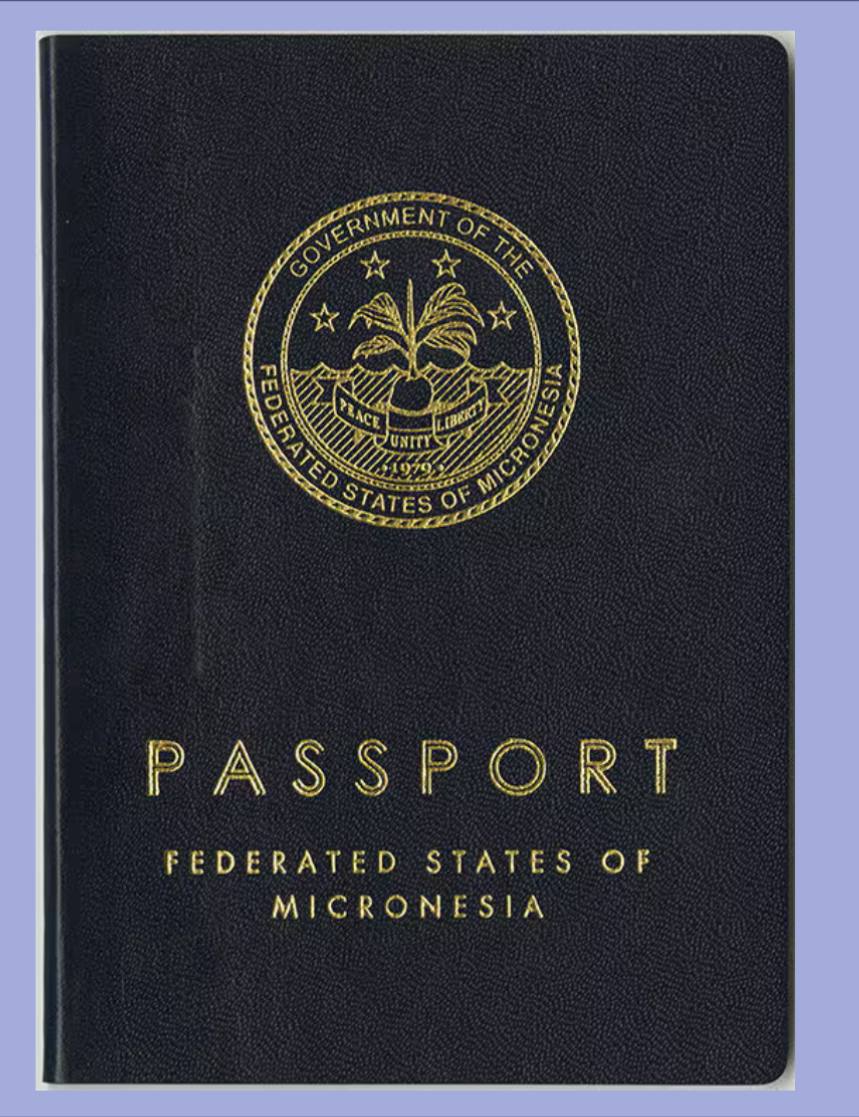 GOVERNMENT OF THE
FEDERATED STATES OF MICRONESIA
PEACE
UNITY
LIBERTY
•1979•
PASSPORT
FEDERATED STATES OF
MICRONESIA